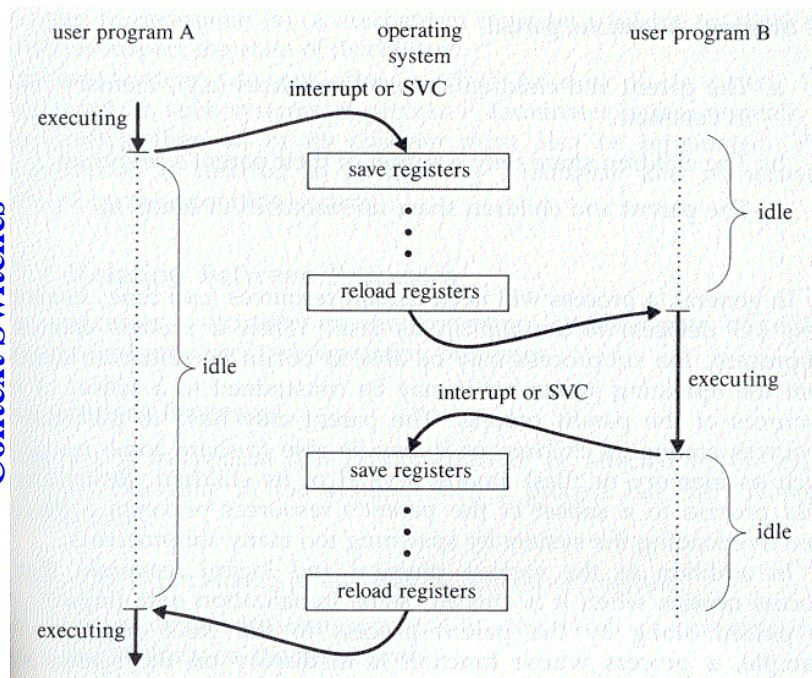 Context Switches
user program A
operating
system
user program B
interrupt or SVC
executing
save registers
idle
reload registers
idle
executing
interrupt or SVC
save registers
idle
reload registers
executing